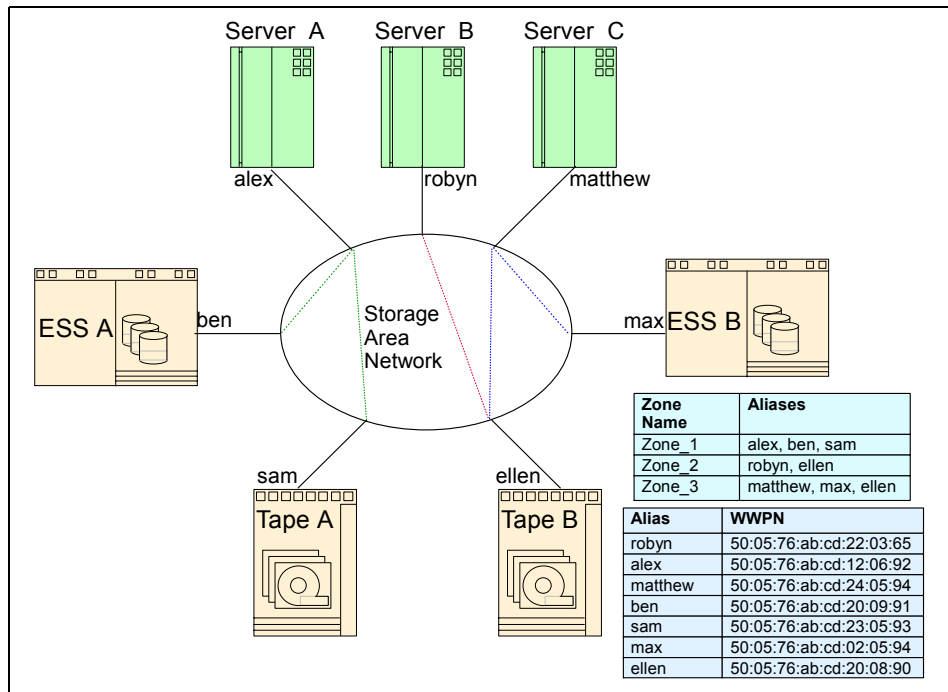 Server A
Server B
Server C
alex
robyn
matthew
ESS A
ben
Storage
Area
Network
max
ESS B
sam
ellen
Tape A
Tape B
Zone Name Aliases
Zone_1 alex, ben, sam
Zone_2 robyn, ellen
Zone_3 matthew, max, ellen
Alias WWPN
robyn 50:05:76:ab:cd:22:03:65
alex 50:05:76:ab:cd:12:06:92
matthew 50:05:76:ab:cd:24:05:94
ben 50:05:76:ab:cd:20:09:91
sam 50:05:76:ab:cd:23:05:93
max 50:05:76:ab:cd:02:05:94
ellen 50:05:76:ab:cd:20:08:90